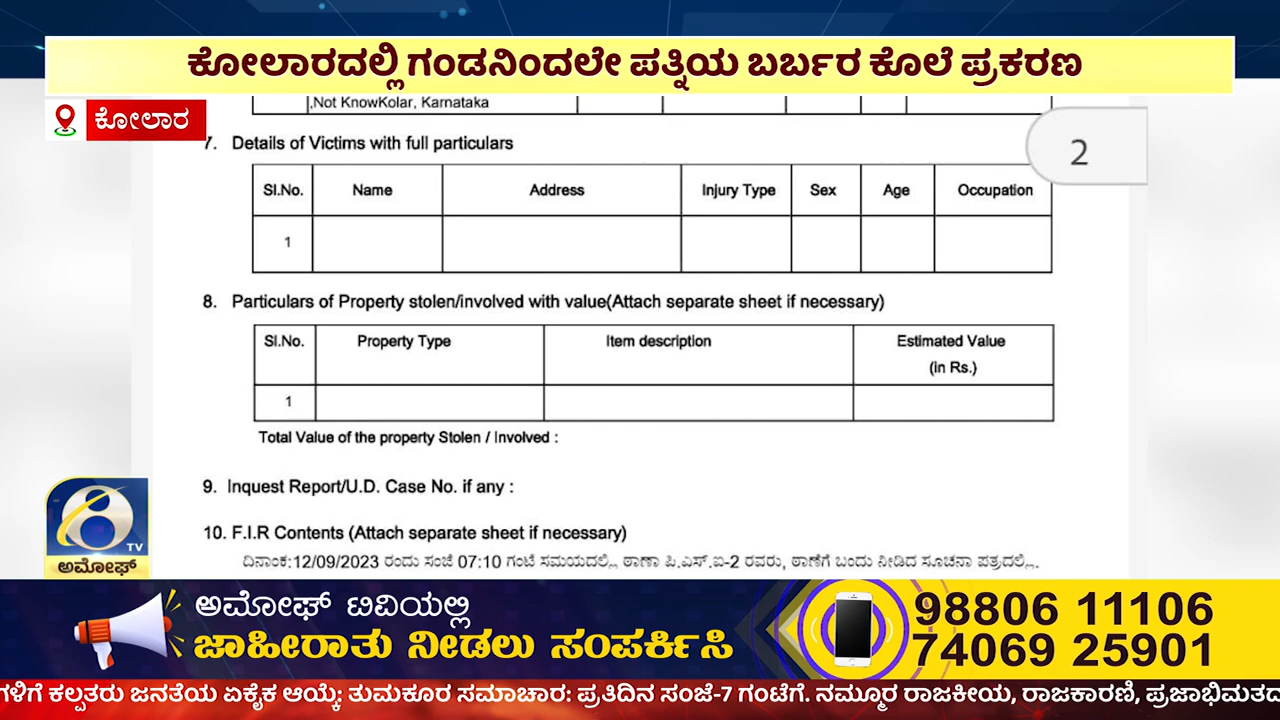 ಕೋಲಾರದಲ್ಲಿ ಗಂಡನಿಂದಲೇ ಪತ್ನಿಯ ಬರ್ಬರ ಕೊಲೆ ಪ್ರಕರಣ
ಕೋಲಾರ
,Not KnowKolar, Karnataka
2
7. Details of Victims with full particulars
Sl.No. Name Address Injury Type Sex Age Occupation
1
8. Particulars of Property stolen/involved with value(Attach separate sheet if necessary)
Sl.No. Property Type Item description Estimated Value
(in Rs.)
1
Total Value of the property Stolen / Involved :
9. Inquest Report/U.D. Case No. if any :
10. F.I.R Contents (Attach separate sheet if necessary)
ದಿನಾಂಕ:12/09/2023 ರಂದು ಸಂಜೆ 07:10 ಗಂಟೆ ಸಮಯದಲ್ಲಿ ಠಾಣಾ ಪಿ.ಎಸ್.ಐ-2 ರವರು, ಠಾಣೆಗೆ ಬಂದು ನೀಡಿದ ಸೂಚನಾ ಪತ್ರದಲ್ಲಿ.
8
TV
ಅಮೋಘ್
ಅಮೋಘ್ ಟಿವಿಯಲ್ಲಿ
ಜಾಹೀರಾತು ನೀಡಲು ಸಂಪರ್ಕಿಸಿ
98806 11106
74069 25901
ಗಳಿಗೆ ಕಲ್ಪತರು ಜನತೆಯ ಏಕೈಕ ಆಯ್ಕೆ; ತುಮಕೂರ ಸಮಾಚಾರ: ಪ್ರತಿದಿನ ಸಂಜೆ-7 ಗಂಟೆಗೆ. ನಮ್ಮೂರ ರಾಜಕೀಯ, ರಾಜಕಾರಣಿ, ಪ್ರಜಾಭಿಮತದ